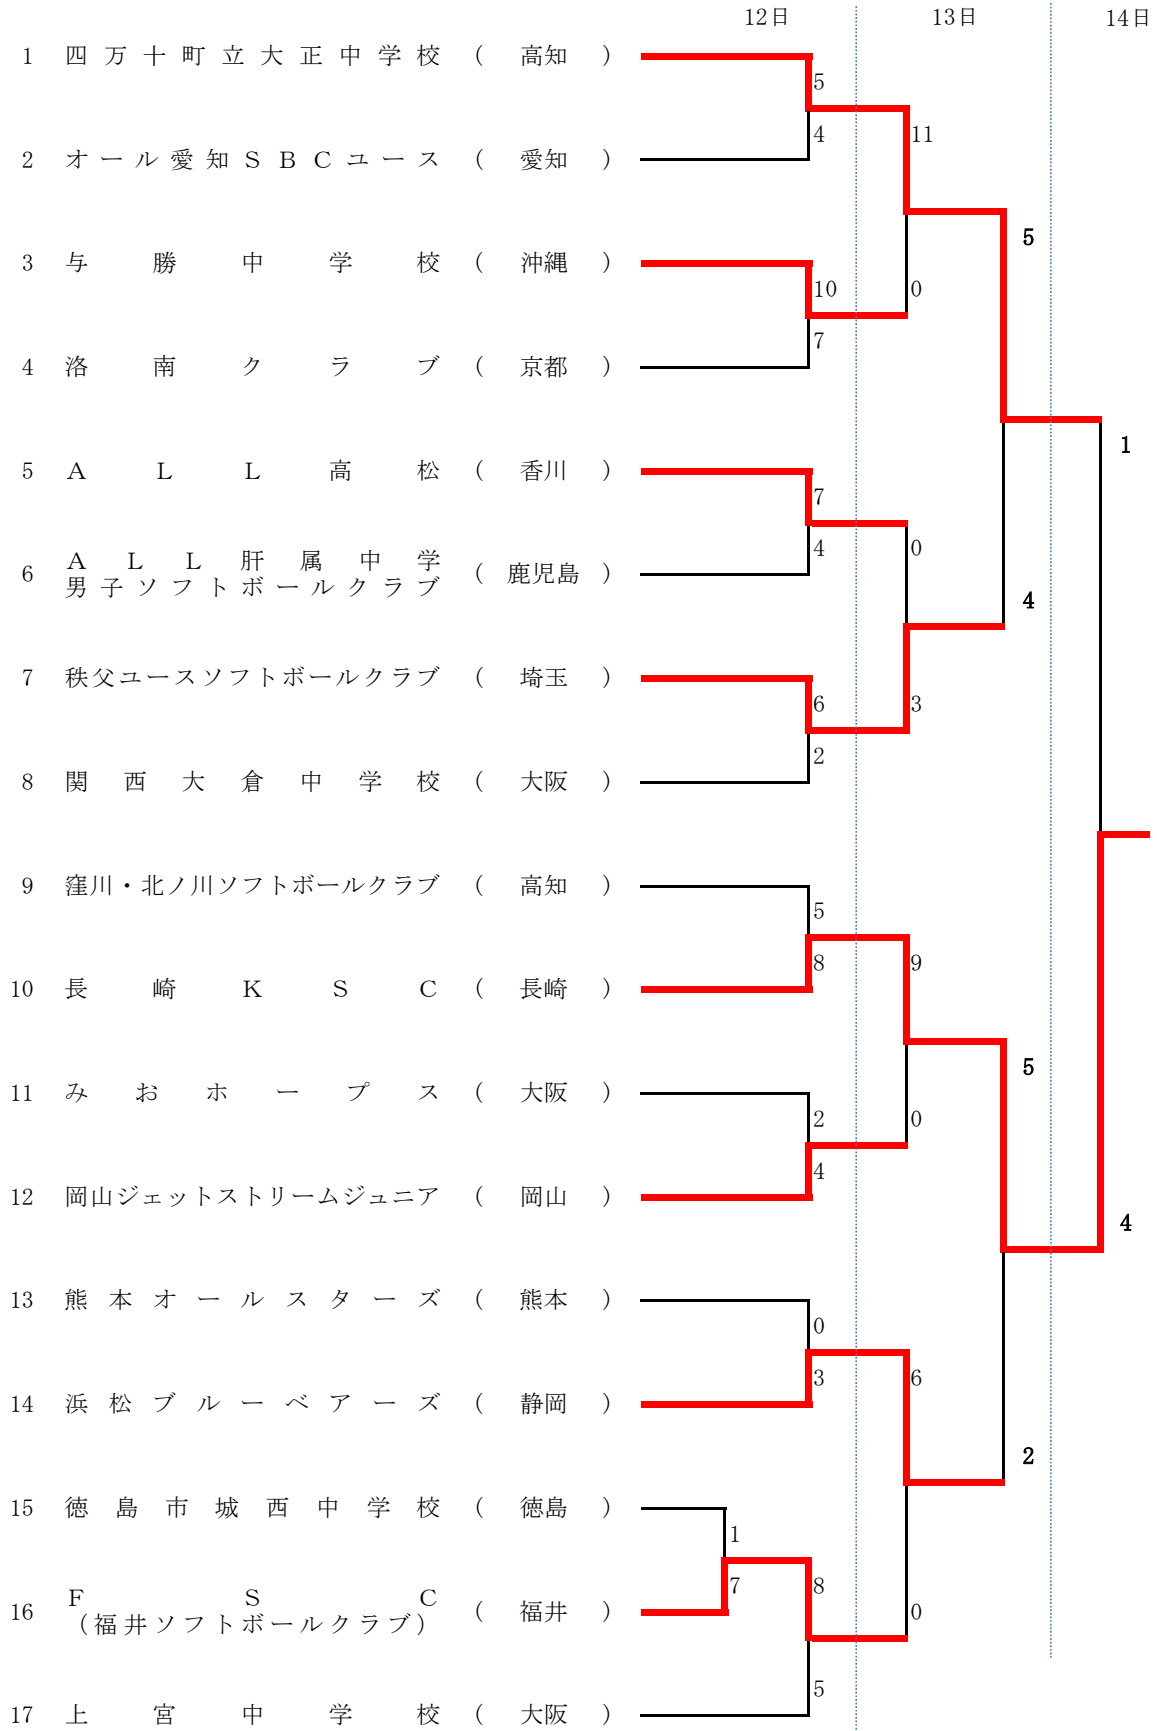 12日 13日 14日
1 四万十町立大正中学校 ( 高知 )
5
2 オール愛知SBCユース ( 愛知 )
4 11
3 与勝中学校 ( 沖縄 )
5
10 0
4 洛南クラブ ( 京都 )
7
5 ALL高松 ( 香川 )
1
7
6 ALL肝属中学
男子ソフトボールクラブ ( 鹿児島 )
4 0
4
7 秩父ユースソフトボールクラブ ( 埼玉 )
6 3
8 関西大倉中学校 ( 大阪 )
2
9 窪川・北ノ川ソフトボールクラブ ( 高知 )
5
10 長崎KSC ( 長崎 )
8 9
11 みおホープス ( 大阪 )
5
2 0
12 岡山ジェットストリームジュニア ( 岡山 )
4
4
13 熊本オールスターズ ( 熊本 )
0
14 浜松ブルーベアーズ ( 静岡 )
3 6
2
15 徳島市城西中学校 ( 徳島 )
1
16 FSC
(福井ソフトボールクラブ) ( 福井 )
7 8
0
17 上宮中学校 ( 大阪 )
5